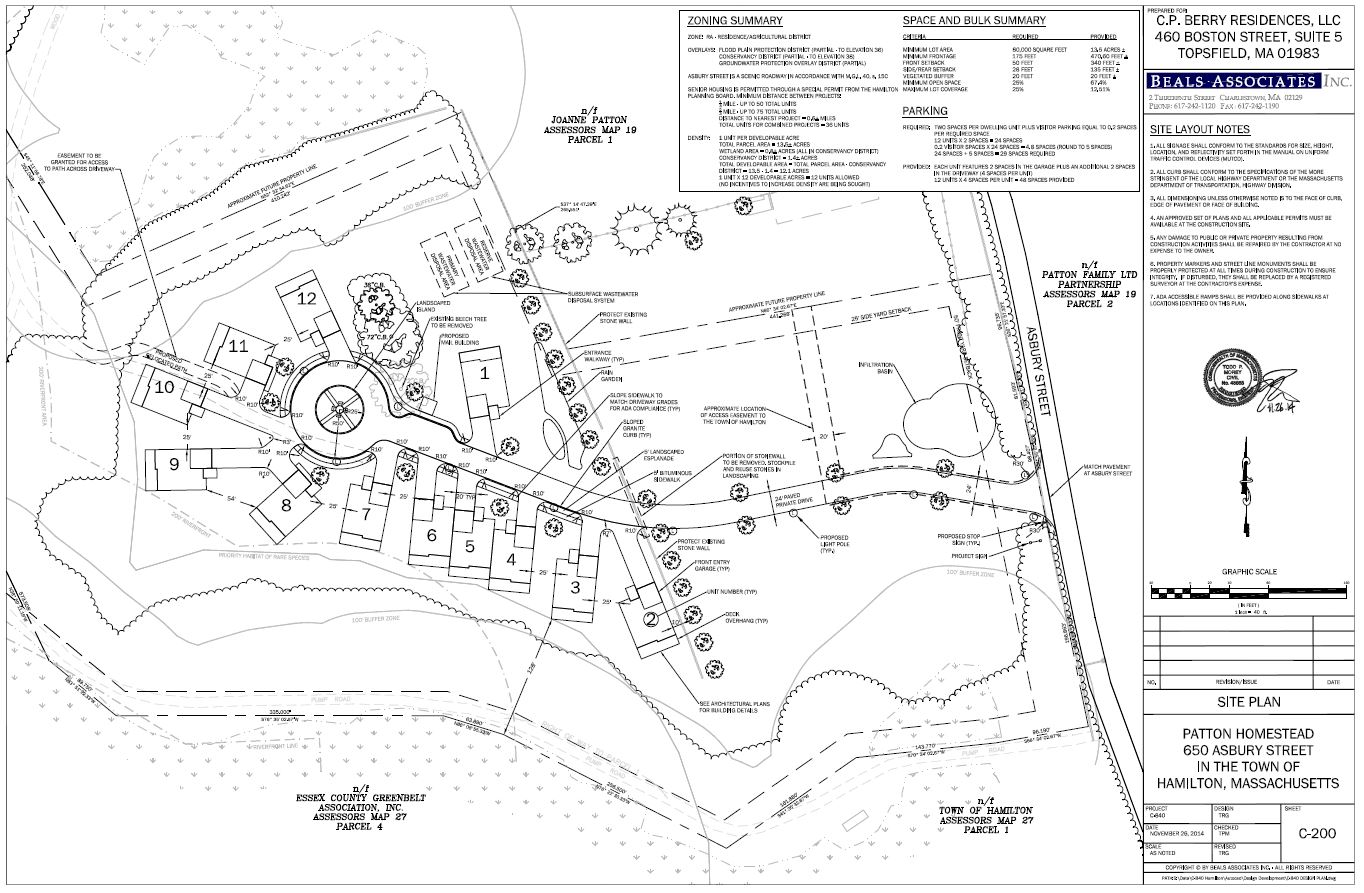 ZONING SUMMARY
ZONE: RA - RESIDENCE/AGRICULTURAL DISTRICT
OVERLAYS: FLOOD PLAIN PROTECTION DISTRICT (PARTIAL - TO ELEVATION 36)
CONSERVANCY DISTRICT (PARTIAL - TO ELEVATION 38)
GROUNDWATER PROTECTION OVERLAY DISTRICT (PARTIAL)
ASBURY STREET IS A SCENIC ROADWAY IN ACCORDANCE WITH M.G.L. 40, s, 15C
SENIOR HOUSING IS PERMITTED THROUGH A SPECIAL PERMIT FROM THE HAMILTON
PLANNING BOARD. MINIMUM DISTANCE BETWEEN PROJECTS:
MILE - UP TO 50 TOTAL UNITS
MILE - UP TO 75 TOTAL UNITS
DISTANCE TO NEAREST PROJECT = MILES
TOTAL UNITS FOR COMBINED PROJECTS = 36 UNITS
DENSITY: 1 UNIT PER DEVELOPABLE ACRE
TOTAL PARCEL AREA = 13.5± ACRES
WETLAND AREA = ACRES (ALL IN CONSERVANCY DISTRICT)
CONSERVANCY DISTRICT = 1.4± ACRES
TOTAL DEVELOPABLE AREA = TOTAL PARCEL AREA - CONSERVANCY
DISTRICT = 13.5 - 1.4 = 12.1 ACRES
1 UNIT X 12 DEVELOPABLE ACRES = 12 UNITS ALLOWED
(NO INCENTIVES TO INCREASE DENSITY ARE BEING SOUGHT)
SPACE AND BULK SUMMARY
CRITERIA REQUIRED PROVIDED
MINIMUM LOT AREA 80,000 SQUARE FEET 13.5 ACRES ±
MINIMUM FRONTAGE 175 FEET 470.60 FEET ±
FRONT SETBACK 50 FEET 340 FEET ±
SIDE/REAR SETBACK 25 FEET 135 FEET ±
VEGETATED BUFFER 20 FEET 20 FEET ±
MINIMUM OPEN SPACE 25% 67.4%
MAXIMUM LOT COVERAGE 25% 12.51%
PARKING
REQUIRED: TWO SPACES PER DWELLING UNIT PLUS VISITOR PARKING EQUAL TO 0.2 SPACES
PER REQUIRED SPACE
12 UNITS X 2 SPACES = 24 SPACES
0.2 VISITOR SPACES X 24 SPACES = 4.8 SPACES (ROUND TO 5 SPACES)
24 SPACES + 5 SPACES = 29 SPACES REQUIRED
PROVIDED: EACH UNIT FEATURES 2 SPACES IN THE GARAGE PLUS AN ADDITIONAL 2 SPACES
IN THE DRIVEWAY (4 SPACES PER UNIT)
12 UNITS X 4 SPACES PER UNIT = 48 SPACES PROVIDED
n/f
JOANNE PATTON
ASSESSORS MAP 19
PARCEL 1
EASEMENT TO BE
GRANTED FOR ACCESS
TO PATH ACROSS DRIVEWAY
APPROXIMATE FUTURE PROPERTY LINE
100' BUFFER ZONE
PRIMARY
WASTEWATER
DISPOSAL AREA
RESERVE
WASTEWATER
DISPOSAL AREA
SUBSURFACE WASTEWATER
DISPOSAL SYSTEM
PROTECT EXISTING
STONE WALL
ENTRANCE
WALKWAY (TYP)
RAIN
GARDEN
SLOPE SIDEWALK TO
MATCH DRIVEWAY GRADES
FOR ADA COMPLIANCE (TYP)
SLOPED
GRANITE
CURB (TYP)
5' LANDSCAPED
ESPLANADE
5' BITUMINOUS
SIDEWALK
36" C.B.
72" C.B.
LANDSCAPED
ISLAND
EXISTING BEECH TREE
TO BE REMOVED
PROPOSED
MAIL BUILDING
PROPOSED
RELOCATED PATH
12
11
10
9
8
7
6
5
4
3
2
1
APPROXIMATE FUTURE PROPERTY LINE
25' SIDE YARD SETBACK
INFILTRATION
BASIN
APPROXIMATE LOCATION
OF ACCESS EASEMENT TO
THE TOWN OF HAMILTON
PORTION OF STONEWALL
TO BE REMOVED, STOCKPILE
AND REUSE STONES IN
LANDSCAPING
24' PAVED
PRIVATE DRIVE
20'
24'
n/f
PATTON FAMILY LTD
PARTNERSHIP
ASSESSORS MAP 19
PARCEL 2
ASBURY STREET
MATCH PAVEMENT
AT ASBURY STREET
PROPOSED
LIGHT POLE
(TYP.)
PROPOSED STOP
SIGN (TYP.)
PROJECT SIGN
PROTECT EXISTING
STONE WALL
FRONT ENTRY
GARAGE (TYP)
UNIT NUMBER (TYP)
DECK
OVERHANG (TYP)
SEE ARCHITECTURAL PLANS
FOR BUILDING DETAILS
200' RIVERFRONT
PRIORITY HABITAT OF RARE SPECIES
100' BUFFER ZONE
100' BUFFER ZONE
PUMP ROAD
RIVERFRONT LINE
335.000'
PUMP ROAD
PUMP ROAD
n/f
ESSEX COUNTY GREENBELT
ASSOCIATION, INC.
ASSESSORS MAP 27
PARCEL 4
n/f
TOWN OF HAMILTON
ASSESSORS MAP 27
PARCEL 1
PREPARED FOR:
C.P. BERRY RESIDENCES, LLC
460 BOSTON STREET, SUITE 5
TOPSFIELD, MA 01983
BEALS·ASSOCIATES INC.
2 THIRTEENTH STREET CHARLESTOWN, MA 02129
PHONE: 617-242-1120 FAX: 617-242-1190
SITE LAYOUT NOTES
1. ALL SIGNAGE SHALL CONFORM TO THE STANDARDS FOR SIZE, HEIGHT,
LOCATION, AND REFLECTIVITY SET FORTH IN THE MANUAL ON UNIFORM
TRAFFIC CONTROL DEVICES (MUTCD).
2. ALL CURB SHALL CONFORM TO THE SPECIFICATIONS OF THE MORE
STRINGENT OF THE LOCAL HIGHWAY DEPARTMENT OR THE MASSACHUSETTS
DEPARTMENT OF TRANSPORTATION, HIGHWAY DIVISION.
3. ALL DIMENSIONING UNLESS OTHERWISE NOTED IS TO THE FACE OF CURB,
EDGE OF PAVEMENT OR FACE OF BUILDING.
4. AN APPROVED SET OF PLANS AND ALL APPLICABLE PERMITS MUST BE
AVAILABLE AT THE CONSTRUCTION SITE.
5. ANY DAMAGE TO PUBLIC OR PRIVATE PROPERTY RESULTING FROM
CONSTRUCTION ACTIVITIES SHALL BE REPAIRED BY THE CONTRACTOR AT NO
EXPENSE TO THE OWNER.
6. PROPERTY MARKERS AND STREET LINE MONUMENTS SHALL BE
PROPERLY PROTECTED AT ALL TIMES DURING CONSTRUCTION TO ENSURE
INTEGRITY. IF DISTURBED, THEY SHALL BE REPLACED BY A REGISTERED
SURVEYOR AT THE CONTRACTOR'S EXPENSE.
7. ADA ACCESSIBLE RAMPS SHALL BE PROVIDED ALONG SIDEWALKS AT
LOCATIONS IDENTIFIED ON THIS PLAN.
TODD P.
MOREY
CIVIL
11.26.14
GRAPHIC SCALE
( IN FEET )
1 inch = 40 ft.
NO. REVISION/ISSUE DATE
SITE PLAN
PATTON HOMESTEAD
650 ASBURY STREET
IN THE TOWN OF
HAMILTON, MASSACHUSETTS
PROJECT DESIGN SHEET
C-640 TRG
DATE CHECKED
NOVEMBER 26, 2014 TPM
C-200
SCALE REVISED
AS NOTED TRG
COPYRIGHT © BY BEALS ASSOCIATES INC. - ALL RIGHTS RESERVED